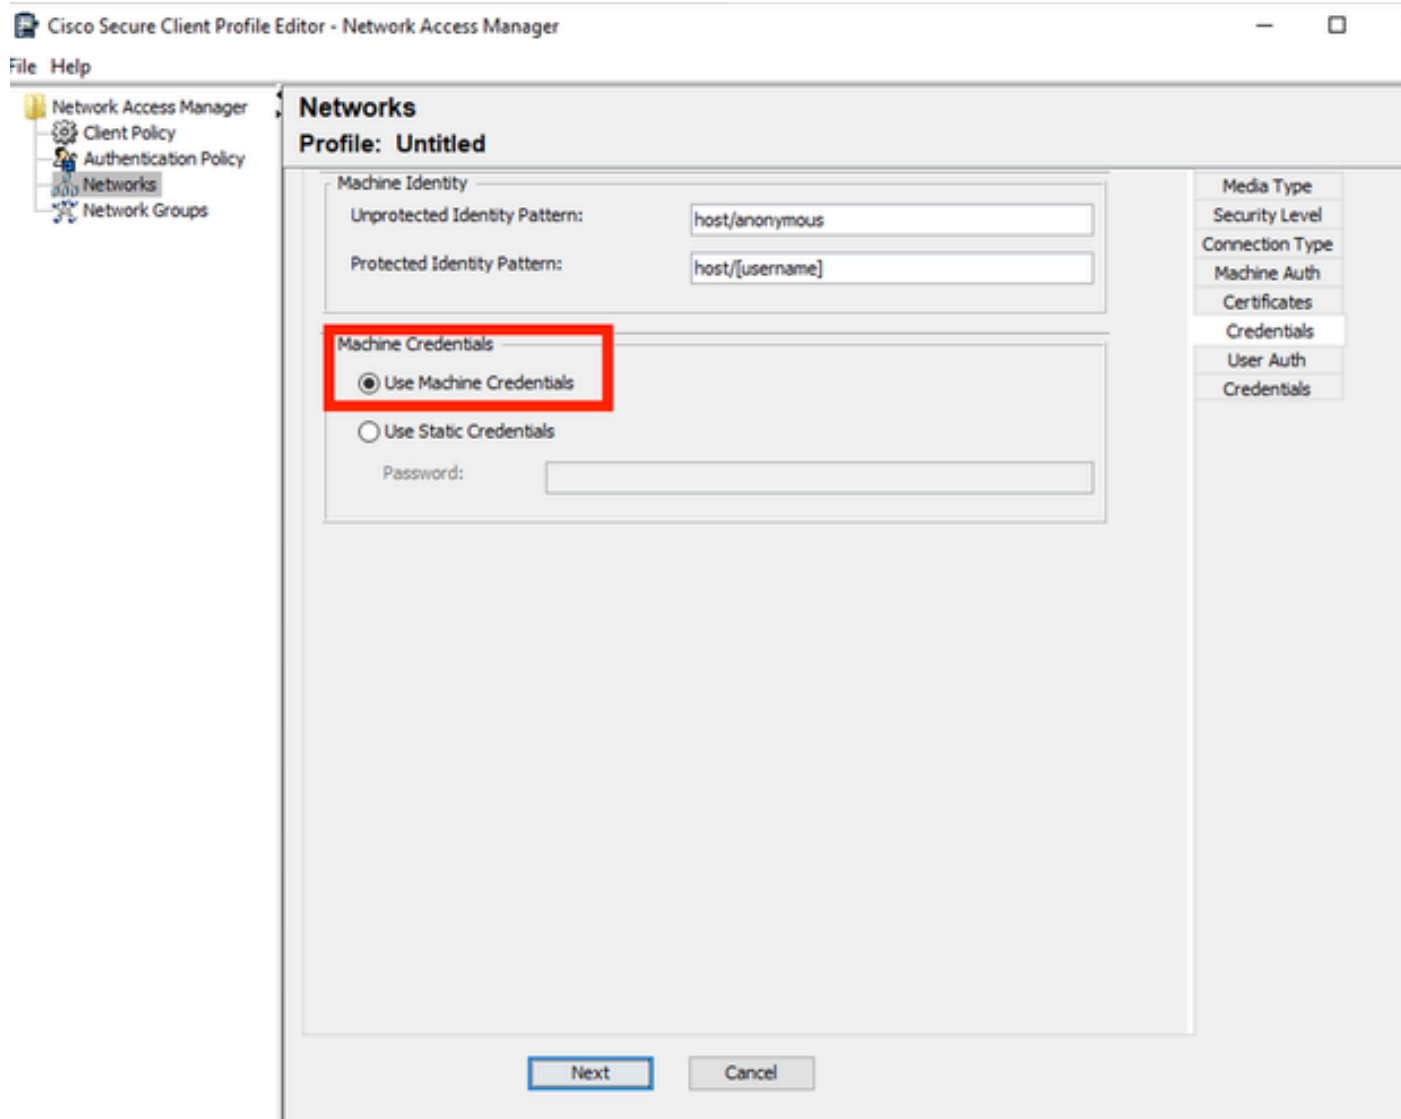 Cisco Secure Client Profile Editor - Network Access Manager
File Help
Network Access Manager
Client Policy
Authentication Policy
Networks
Network Groups
Networks
Profile: Untitled
Machine Identity
Unprotected Identity Pattern: host/anonymous
Protected Identity Pattern: host/[username]
Machine Credentials
Use Machine Credentials
Use Static Credentials
Password:
Media Type
Security Level
Connection Type
Machine Auth
Certificates
Credentials
User Auth
Credentials
Next Cancel